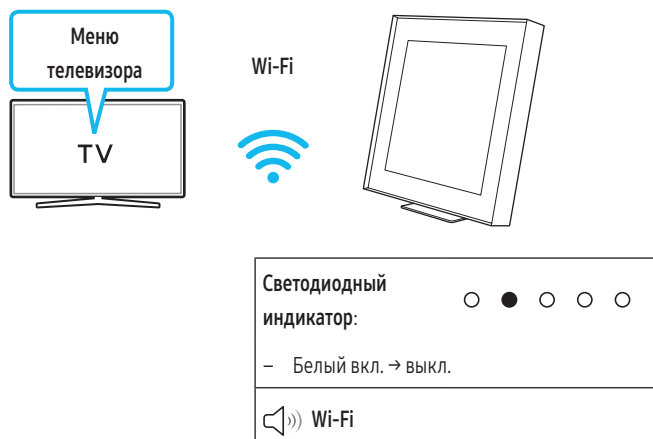 Меню
телевизора
Wi-Fi
TV
Светодиодный
индикатор:
– Белый вкл. → выкл.
Wi-Fi